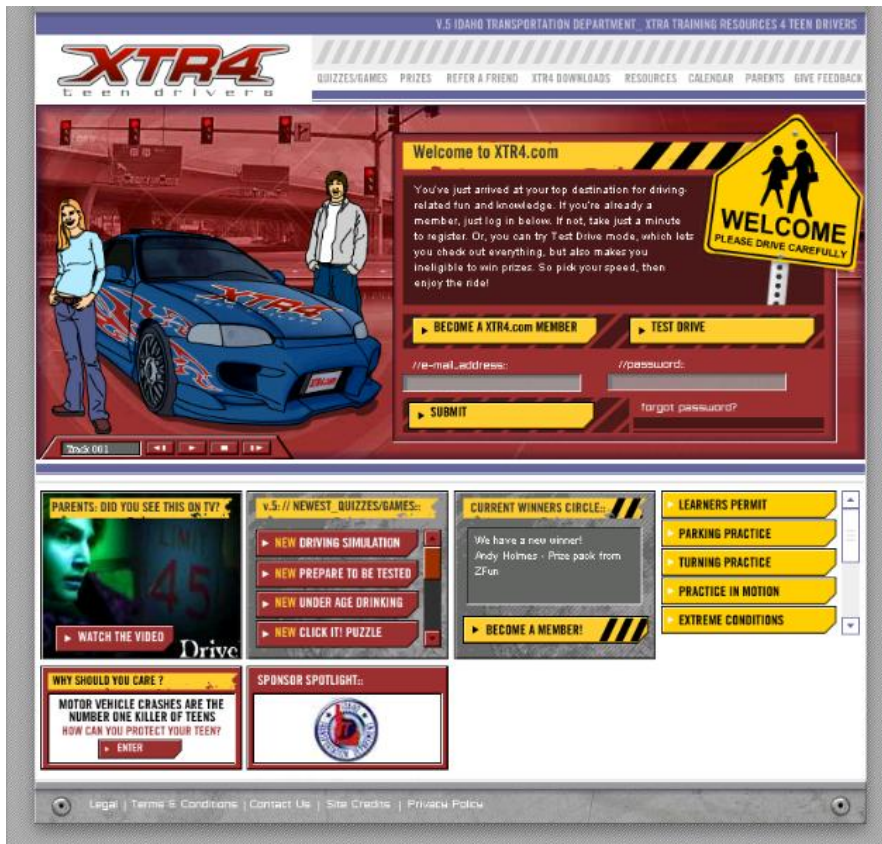 V.5 IDAHO TRANSPORTATION DEPARTMENT_ XTRA TRAINING RESOURCES 4 TEEN DRIVERS
XTR4
teen drivers
QUIZZES/GAMES PRIZES REFER A FRIEND XTR4 DOWNLOADS RESOURCES CALENDAR PARENTS GIVE FEEDBACK
Welcome to XTR4.com
You've just arrived at your top destination for driving-
related fun and knowledge. If you're already a
member, just log in below. If not, take just a minute
to register. Or, you can try Test Drive mode, which lets
you check out everything, but also makes you
ineligible to win prizes. So pick your speed, then
enjoy the ride!
WELCOME
PLEASE DRIVE CAREFULLY
XTR4
XTR4.COM
BECOME A XTR4.com MEMBER
TEST DRIVE
//e-mail_address::
//password::
SUBMIT
forgot password?
Track 001
PARENTS: DID YOU SEE THIS ON TV?
LIMIT
45
WATCH THE VIDEO
Drive
v.5:// NEWEST_QUIZZES/GAMES::
NEW DRIVING SIMULATION
NEW PREPARE TO BE TESTED
NEW UNDER AGE DRINKING
NEW CLICK IT! PUZZLE
CURRENT WINNERS CIRCLE::
We have a new winner!
Andy Holmes - Prize pack from
ZFun
BECOME A MEMBER!
LEARNERS PERMIT
PARKING PRACTICE
TURNING PRACTICE
PRACTICE IN MOTION
EXTREME CONDITIONS
WHY SHOULD YOU CARE ?
MOTOR VEHICLE CRASHES ARE THE
NUMBER ONE KILLER OF TEENS
HOW CAN YOU PROTECT YOUR TEEN?
ENTER
SPONSOR SPOTLIGHT::
Legal | Terms & Conditions | Contact Us | Site Credits | Privacy Policy